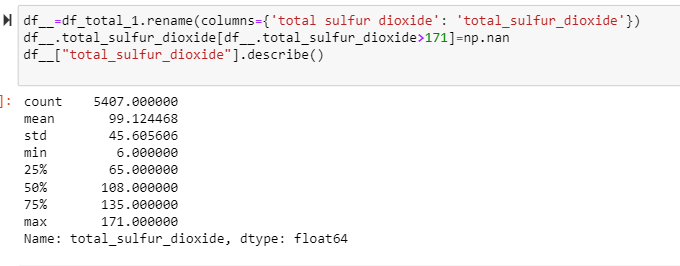 df__=df_total_1.rename(columns={'total sulfur dioxide': 'total_sulfur_dioxide'})
df__.total_sulfur_dioxide[df__.total_sulfur_dioxide>171]=np.nan
df__["total_sulfur_dioxide"].describe()
]: count    5407.000000
mean       99.124468
std        45.605606
min         6.000000
25%        65.000000
50%       108.000000
75%       135.000000
max       171.000000
Name: total_sulfur_dioxide, dtype: float64